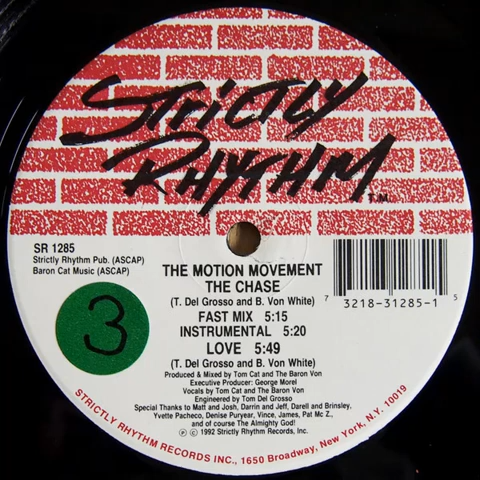 STRICTLY
RHYTHM
T.M.
SR 1285
Strictly Rhythm Pub. (ASCAP)
Baron Cat Music (ASCAP)
THE MOTION MOVEMENT
THE CHASE
(T. Del Grosso and B. Von White)
FAST MIX 5:15
INSTRUMENTAL 5:20
LOVE 5:49
(T. Del Grosso and B. Von White)
7 3218-31285-1 5
3
Produced & Mixed by Tom Cat and The Baron Von
Executive Producer: George Morel
Vocals by Tom Cat and The Baron Von
Engineered by Tom Del Grosso
Special Thanks to Matt and Josh, Darrin and Jeff, Darell and Brinsley,
Yvette Pacheco, Denise Puryear, Vince, James, Pat Mc Z.,
and of course The Almighty God!
℗ © 1992 Strictly Rhythm Records, Inc.
STRICTLY RHYTHM RECORDS INC., 1650 Broadway, New York, N.Y. 10019